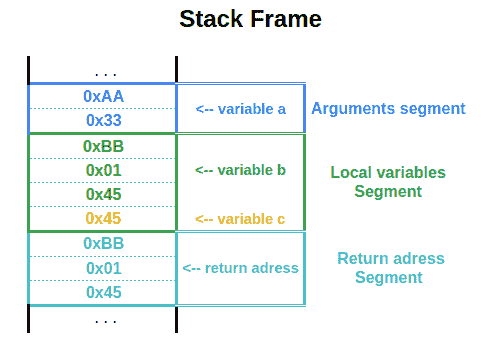 Stack Frame
...
0xAA
<-- variable a
Arguments segment
0x33
0xBB
0x01
<-- variable b
Local variables
Segment
0x45
0x45
<-- variable c
0xBB
0x01
<-- return adress
Return adress
Segment
0x45
...